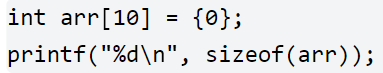 int arr[10] = {0};
printf("%d\n", sizeof(arr));